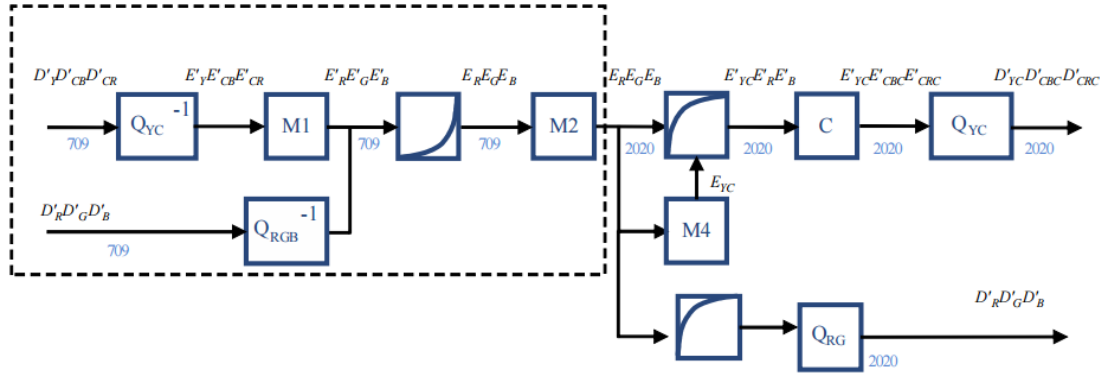 D'YD'CBD'CR E'YE'CBE'CR E'RE'GE'B EREGEB EREGEB E'YCE'RE'B E'YCE'CBCE'CRC D'YCD'CBCD'CRC
QYC -1 M1 M2 C QYC
709 709 709 2020 2020 2020 2020
EYC
D'RD'GD'B
QRGB -1 M4
709
D'RD'GD'B
QRG
2020